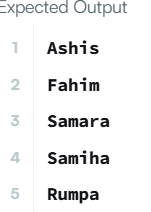 Expected Output
1 Ashis
2 Fahim
3 Samara
4 Samiha
5 Rumpa